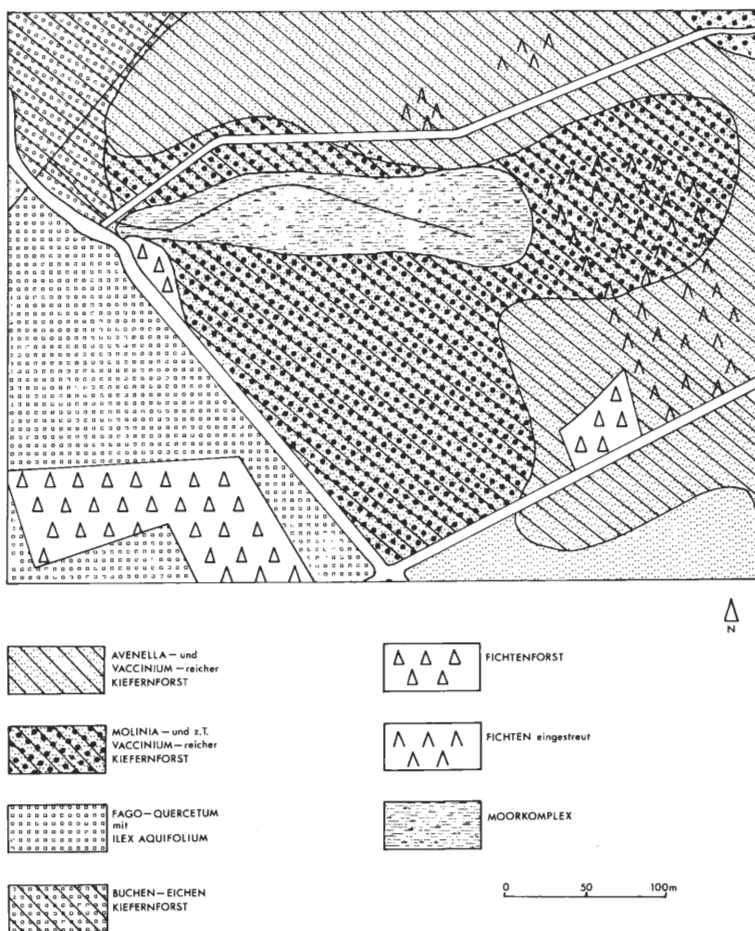 N
AVENELLA – und
VACCINIUM – reicher
KIEFERNFORST
MOLINIA – und z.T.
VACCINIUM – reicher
KIEFERNFORST
FAGO – QUERCETUM
mit
ILEX AQUIFOLIUM
BUCHEN – EICHEN
KIEFERNFORST
FICHTENFORST
FICHTEN eingestreut
MOORKOMPLEX
0 50 100m